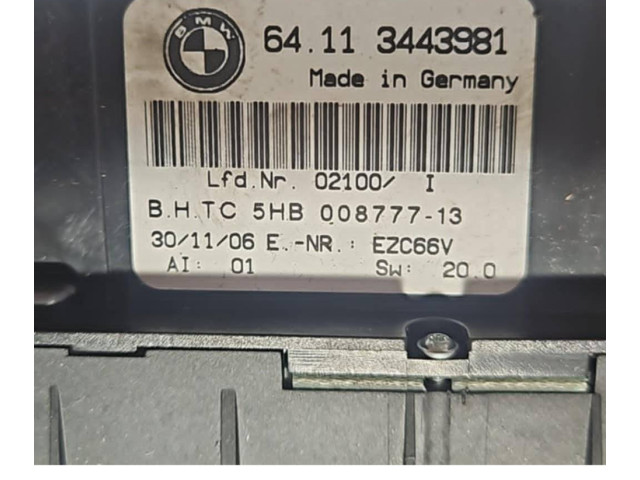 BMW
64.11 3443981
Made in Germany
Lfd.Nr. 02100/ I
B.H.TC 5HB 008777-13
30/11/06 E.-NR.: EZC66V
AI: 01 Sw: 20.0